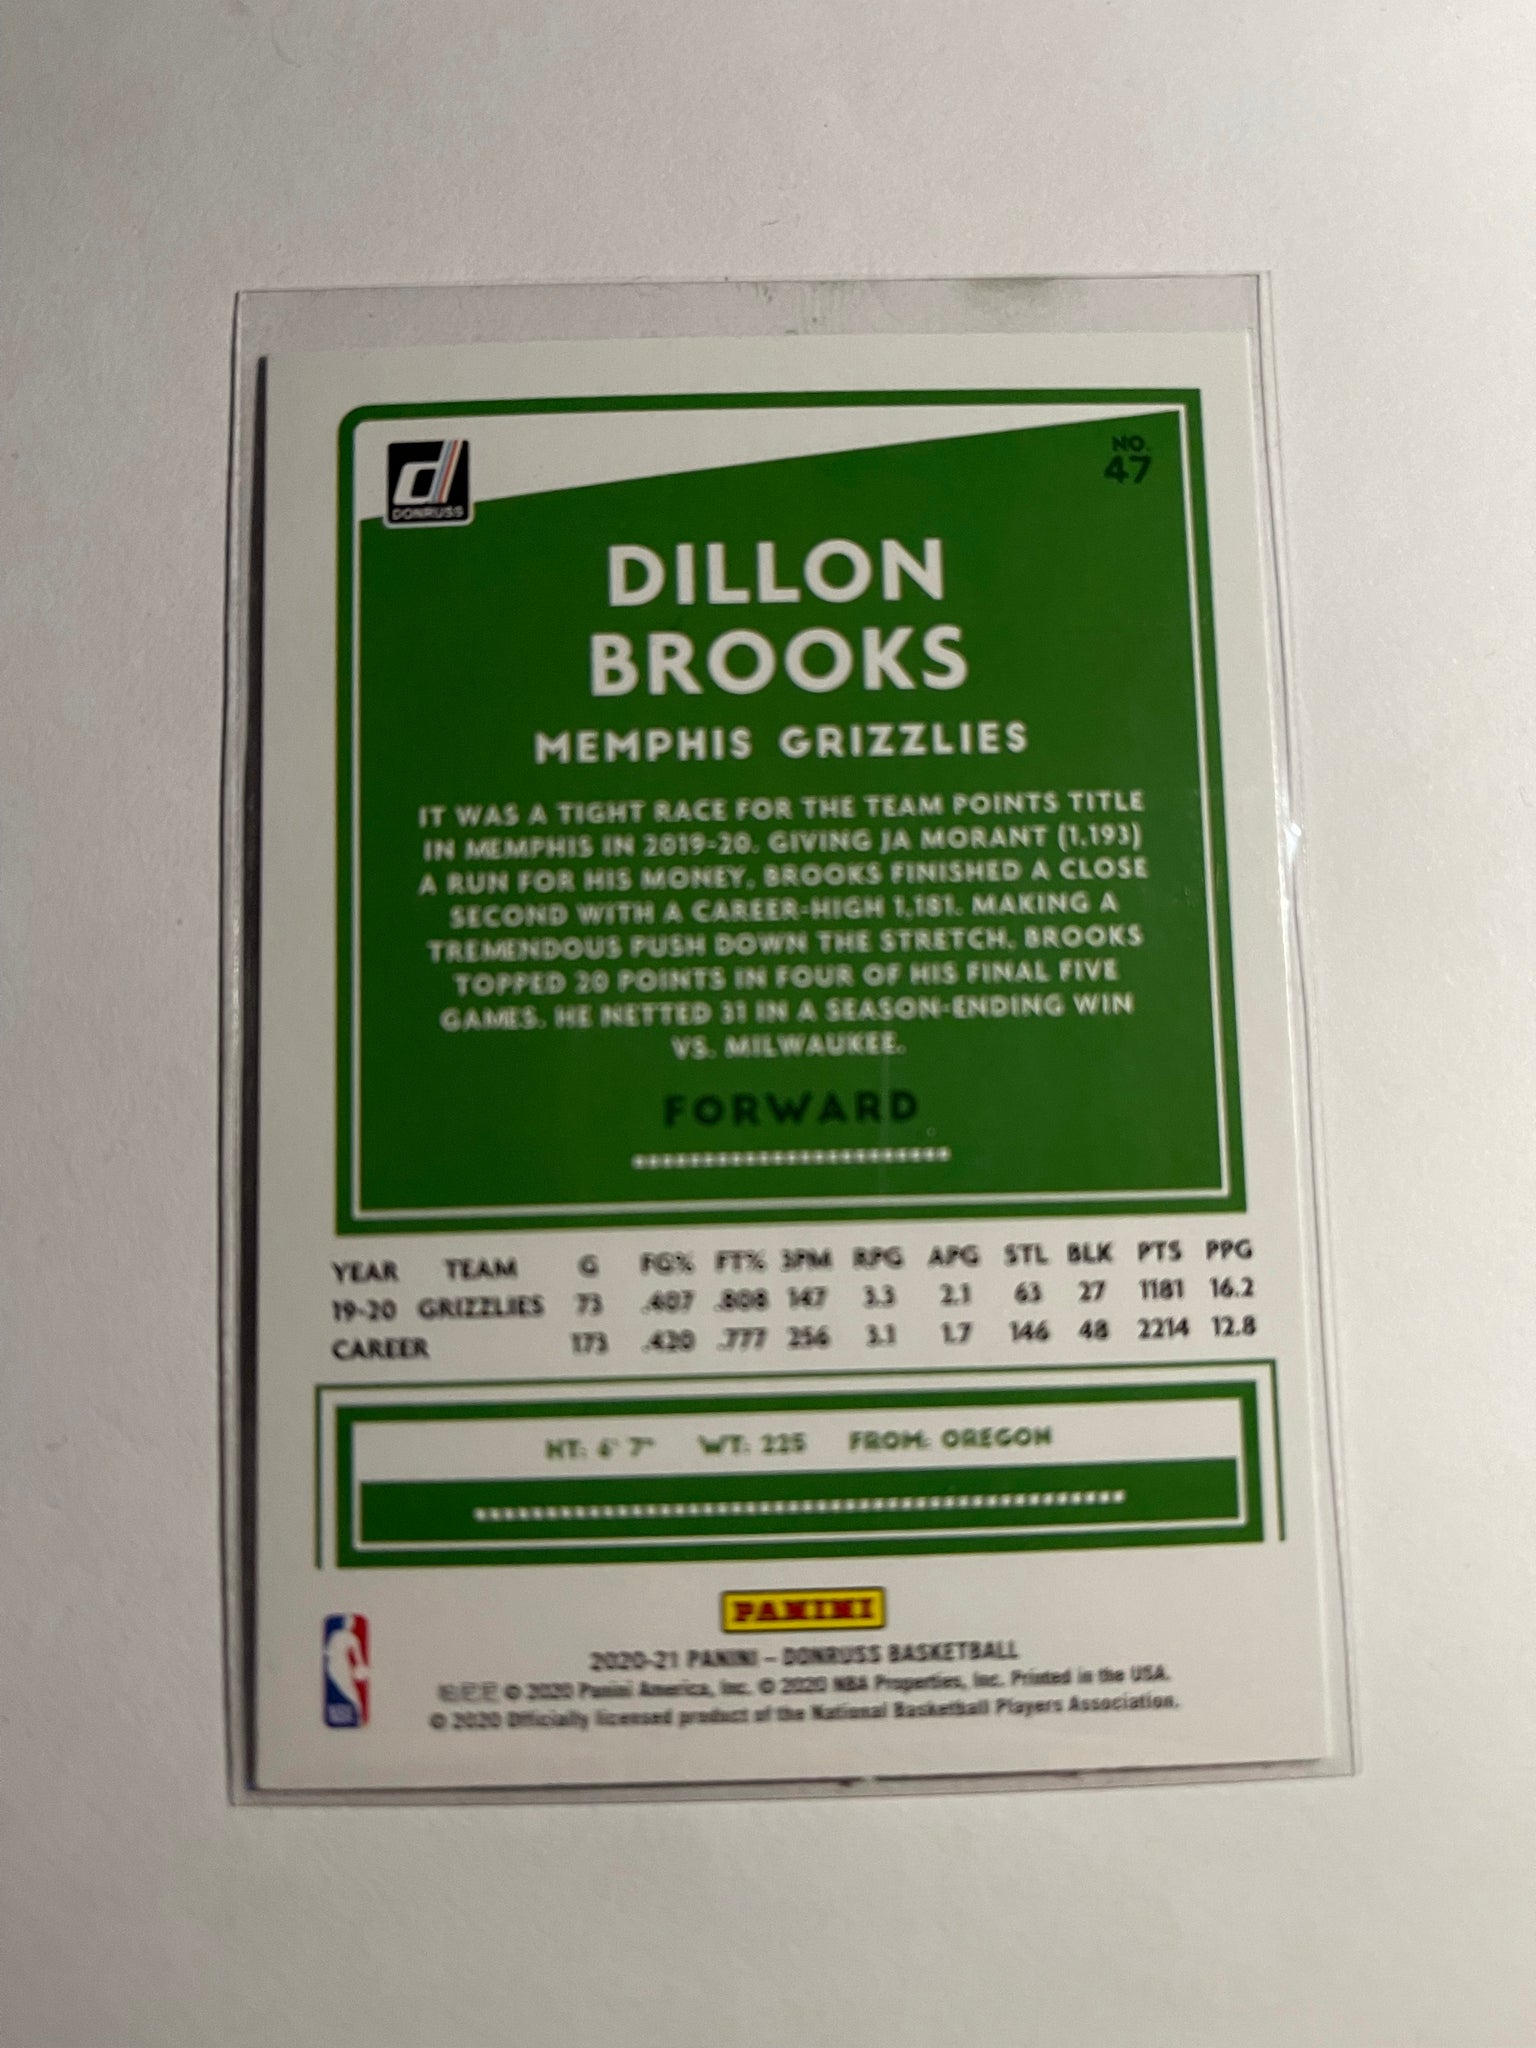 DONRUSS
NO.
47
DILLON
BROOKS
MEMPHIS GRIZZLIES
IT WAS A TIGHT RACE FOR THE TEAM POINTS TITLE
IN MEMPHIS IN 2019-20. GIVING JA MORANT (1,193)
A RUN FOR HIS MONEY, BROOKS FINISHED A CLOSE
SECOND WITH A CAREER-HIGH 1,181. MAKING A
TREMENDOUS PUSH DOWN THE STRETCH, BROOKS
TOPPED 20 POINTS IN FOUR OF HIS FINAL FIVE
GAMES. HE NETTED 31 IN A SEASON-ENDING WIN
VS. MILWAUKEE.
FORWARD
YEAR TEAM G FG% FT% 3PM RPG APG STL BLK PTS PPG
19-20 GRIZZLIES 73 .407 .808 147 3.3 2.1 63 27 1181 16.2
CAREER 173 .420 .777 256 3.1 1.7 146 48 2214 12.8
HT: 6' 7" WT: 225 FROM: OREGON
PANINI
2020-21 PANINI – DONRUSS BASKETBALL
© 2020 Panini America, Inc. © 2020 NBA Properties, Inc. Printed in the USA.
© 2020 Officially licensed product of the National Basketball Players Association.
NBA